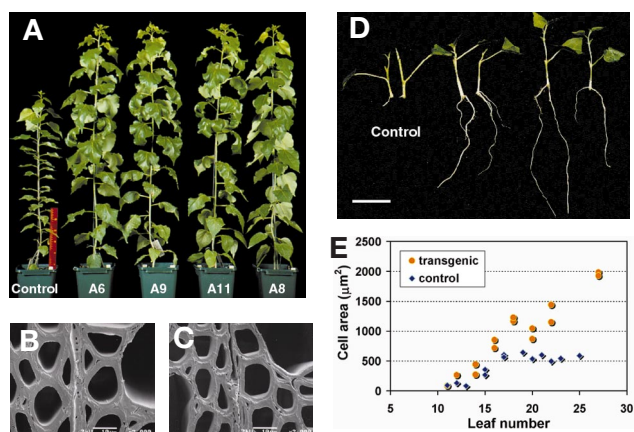 A
Control
A6
A9
A11
A8
B
C
D
Control
E
2500
2000
1500
1000
500
0
5
10
15
20
25
30
transgenic
control
Cell area (μm²)
Leaf number